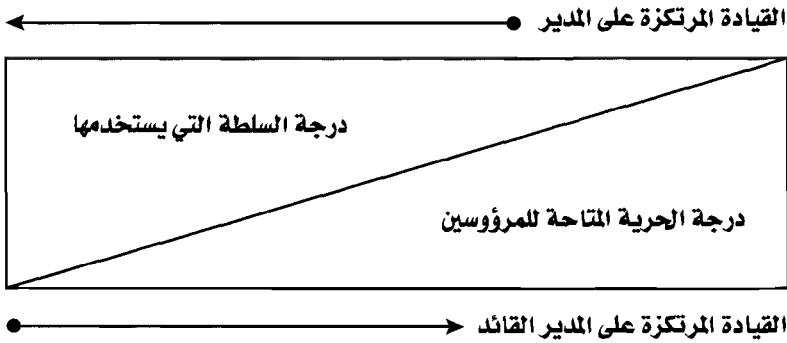 القيادة المرتكزة على المدير
درجة السلطة التي يستخدمها
درجة الحرية المتاحة للمرؤوسين
القيادة المرتكزة على المدير القائد